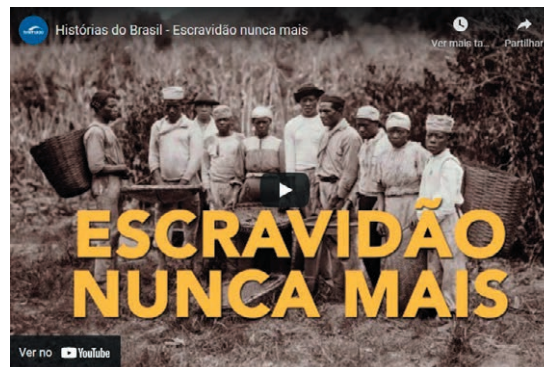 Histórias do Brasil - Escravidão nunca mais
Ver mais ta...
Partilhar
ESCRAVIDÃO
NUNCA MAIS
Ver no YouTube